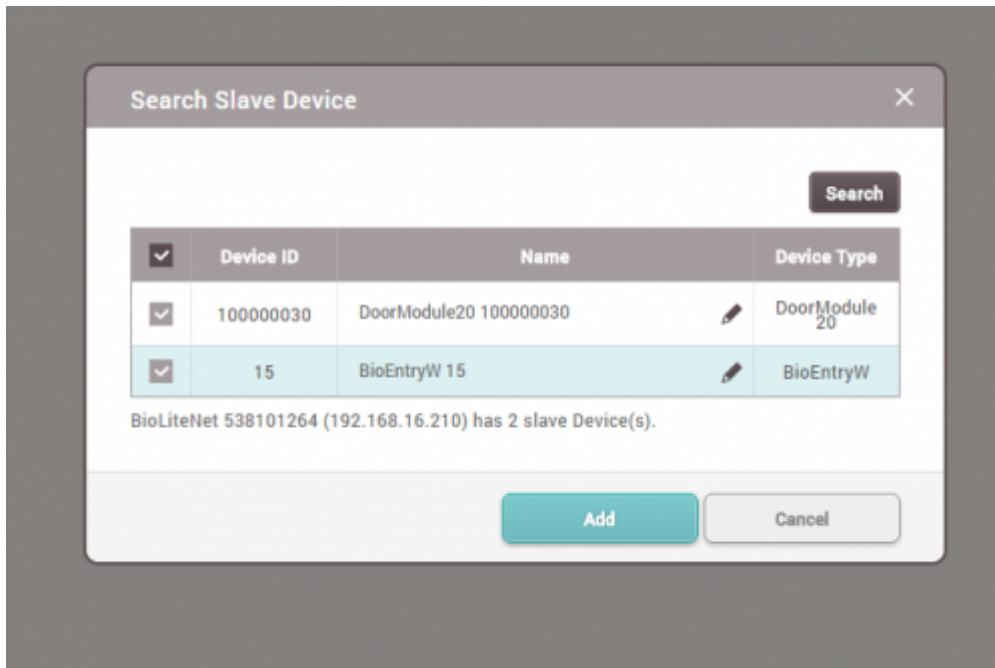 Search Slave Device
Search
Device ID Name Device Type
100000030 DoorModule20 100000030 DoorModule
20
15 BioEntryW 15 BioEntryW
BioLiteNet 538101264 (192.168.16.210) has 2 slave Device(s).
Add Cancel